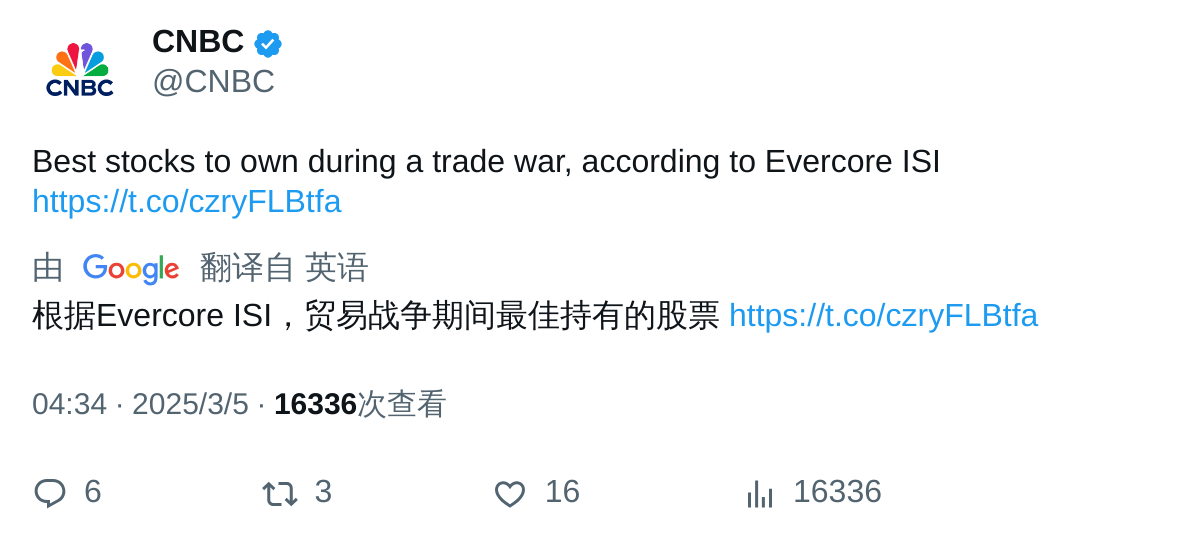 CNBC
CNBC
@CNBC
Best stocks to own during a trade war, according to Evercore ISI
https://t.co/czryFLBtfa
由 Google 翻译自 英语
根据Evercore ISI，贸易战争期间最佳持有的股票 https://t.co/czryFLBtfa
04:34 · 2025/3/5 · 16336次查看
6 3 16 16336